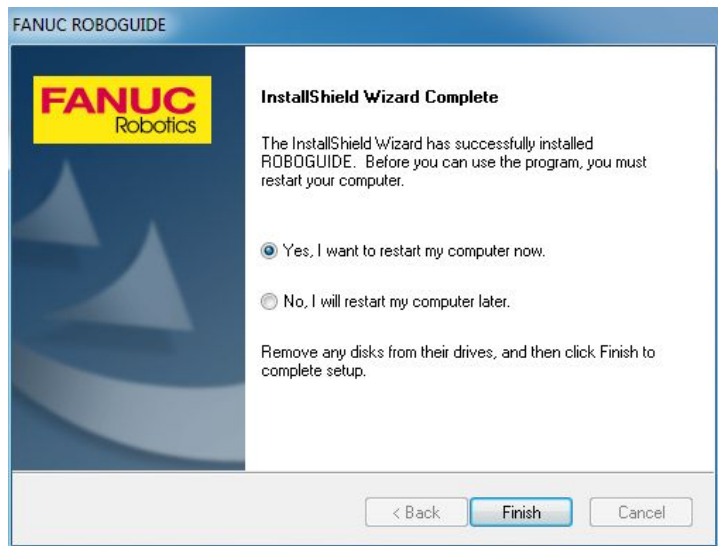 FANUC ROBOGUIDE
FANUC
Robotics
InstallShield Wizard Complete
The InstallShield Wizard has successfully installed
ROBOGUIDE.  Before you can use the program, you must
restart your computer.
Yes, I want to restart my computer now.
No, I will restart my computer later.
Remove any disks from their drives, and then click Finish to
complete setup.
< Back
Finish
Cancel